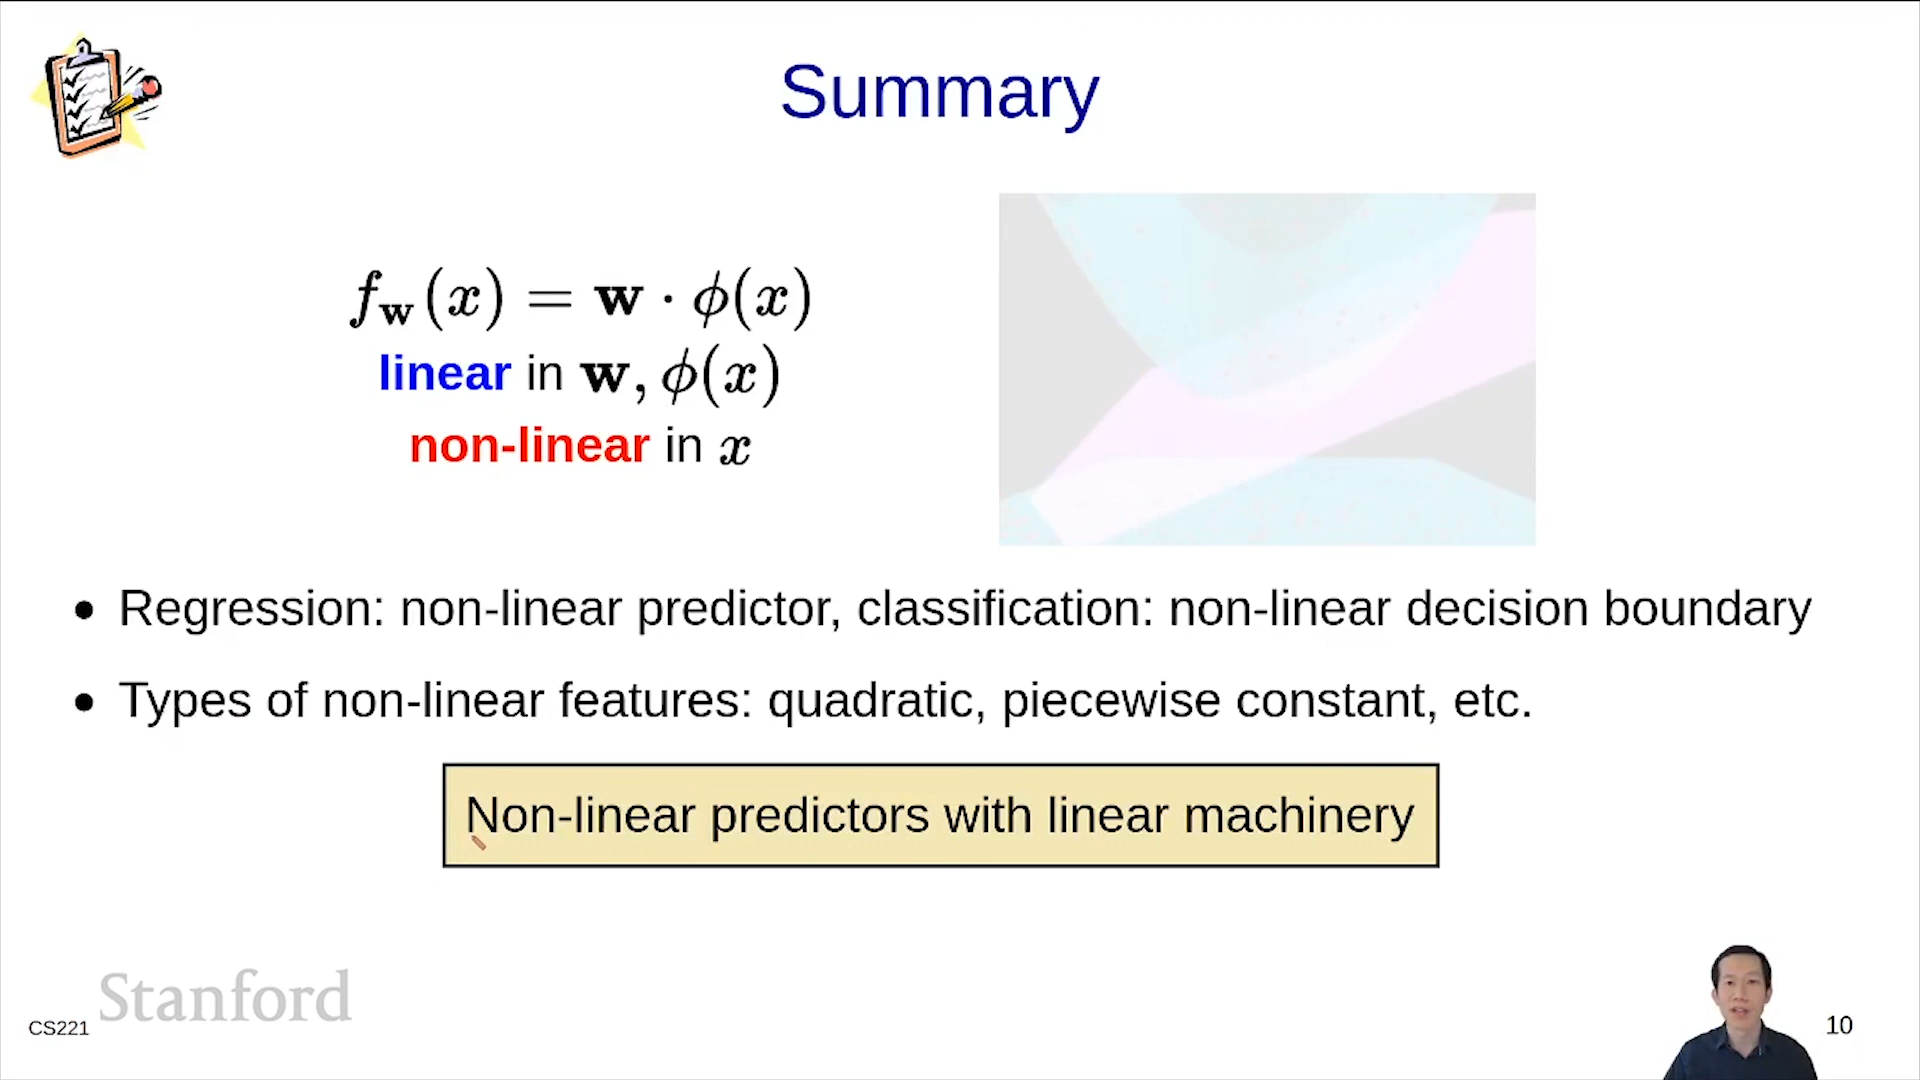 Summary
f_w(x) = w · ϕ(x)
linear in w, ϕ(x)
non-linear in x
• Regression: non-linear predictor, classification: non-linear decision boundary
• Types of non-linear features: quadratic, piecewise constant, etc.
Non-linear predictors with linear machinery
Stanford
CS221
10